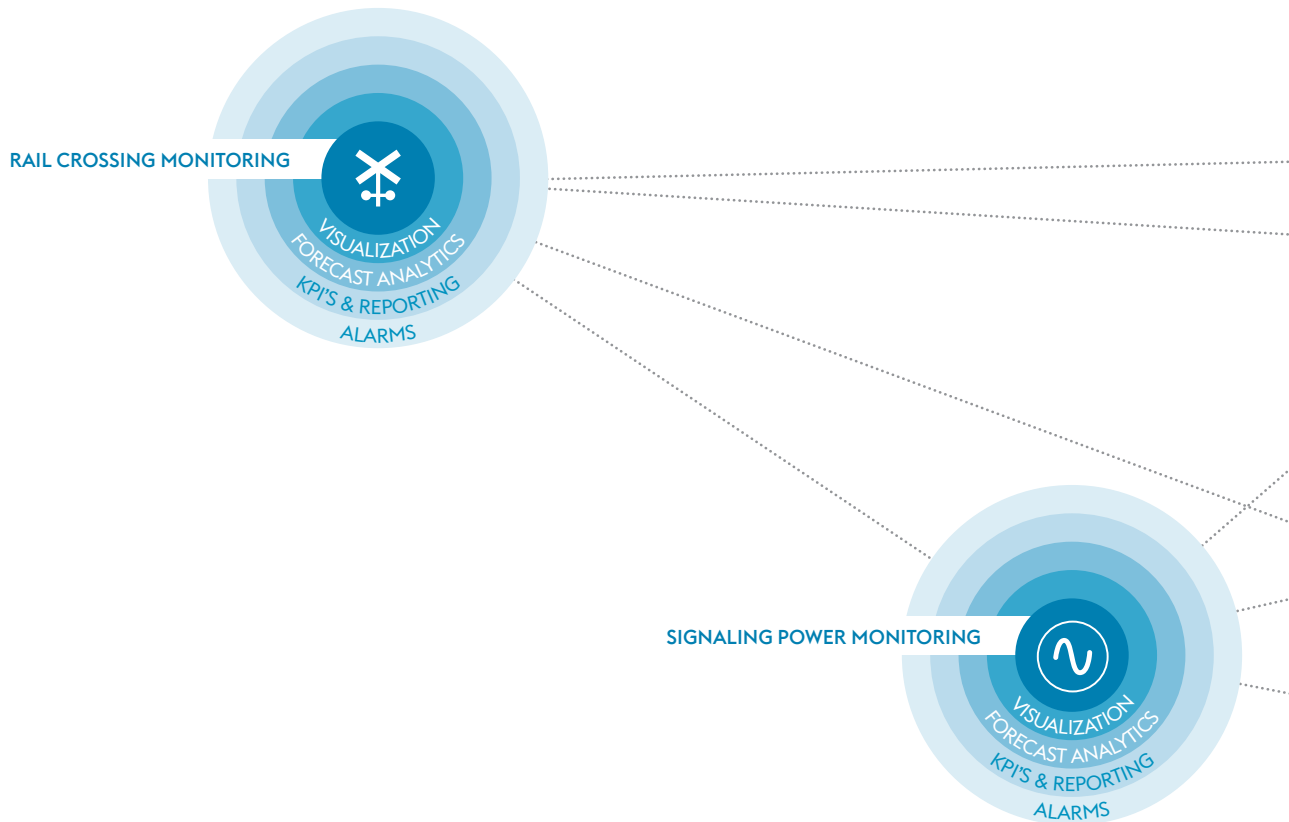 RAIL CROSSING MONITORING
VISUALIZATION
FORECAST ANALYTICS
KPI'S & REPORTING
ALARMS
SIGNALING POWER MONITORING
VISUALIZATION
FORECAST ANALYTICS
KPI'S & REPORTING
ALARMS